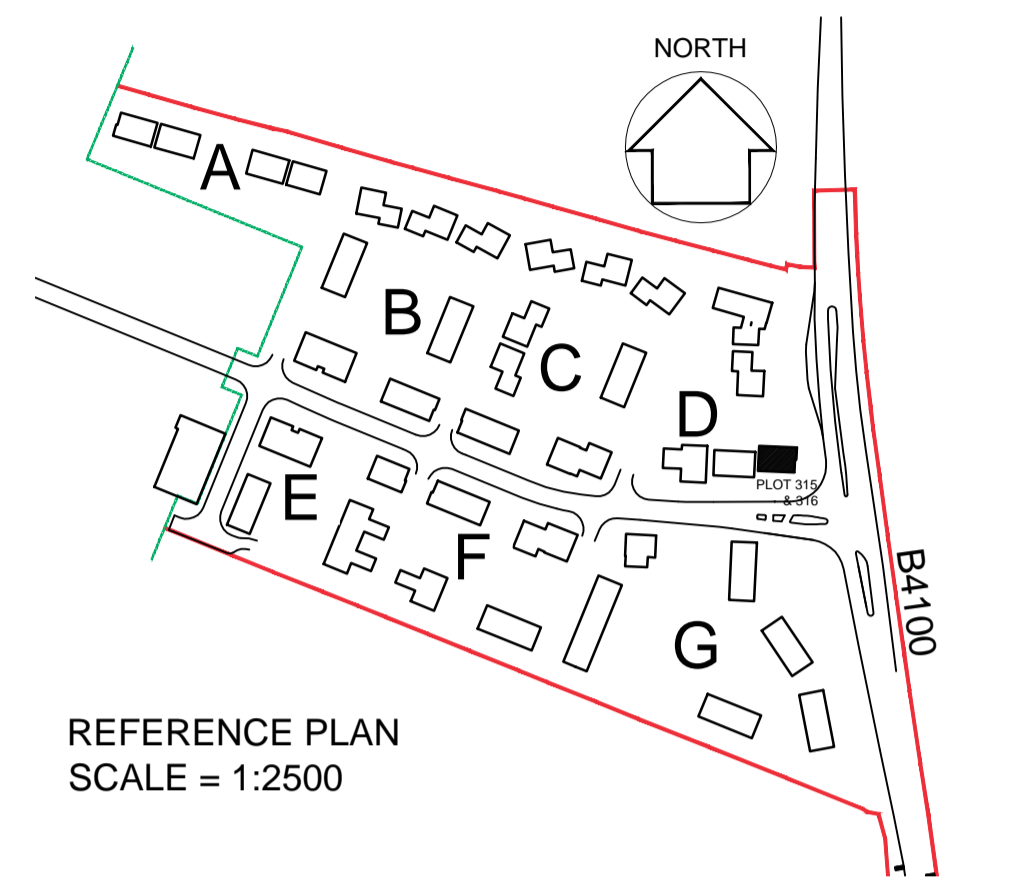 NORTH
A
B
C
D
PLOT 315
& 316
E
F
B4100
G
REFERENCE PLAN
SCALE = 1:2500